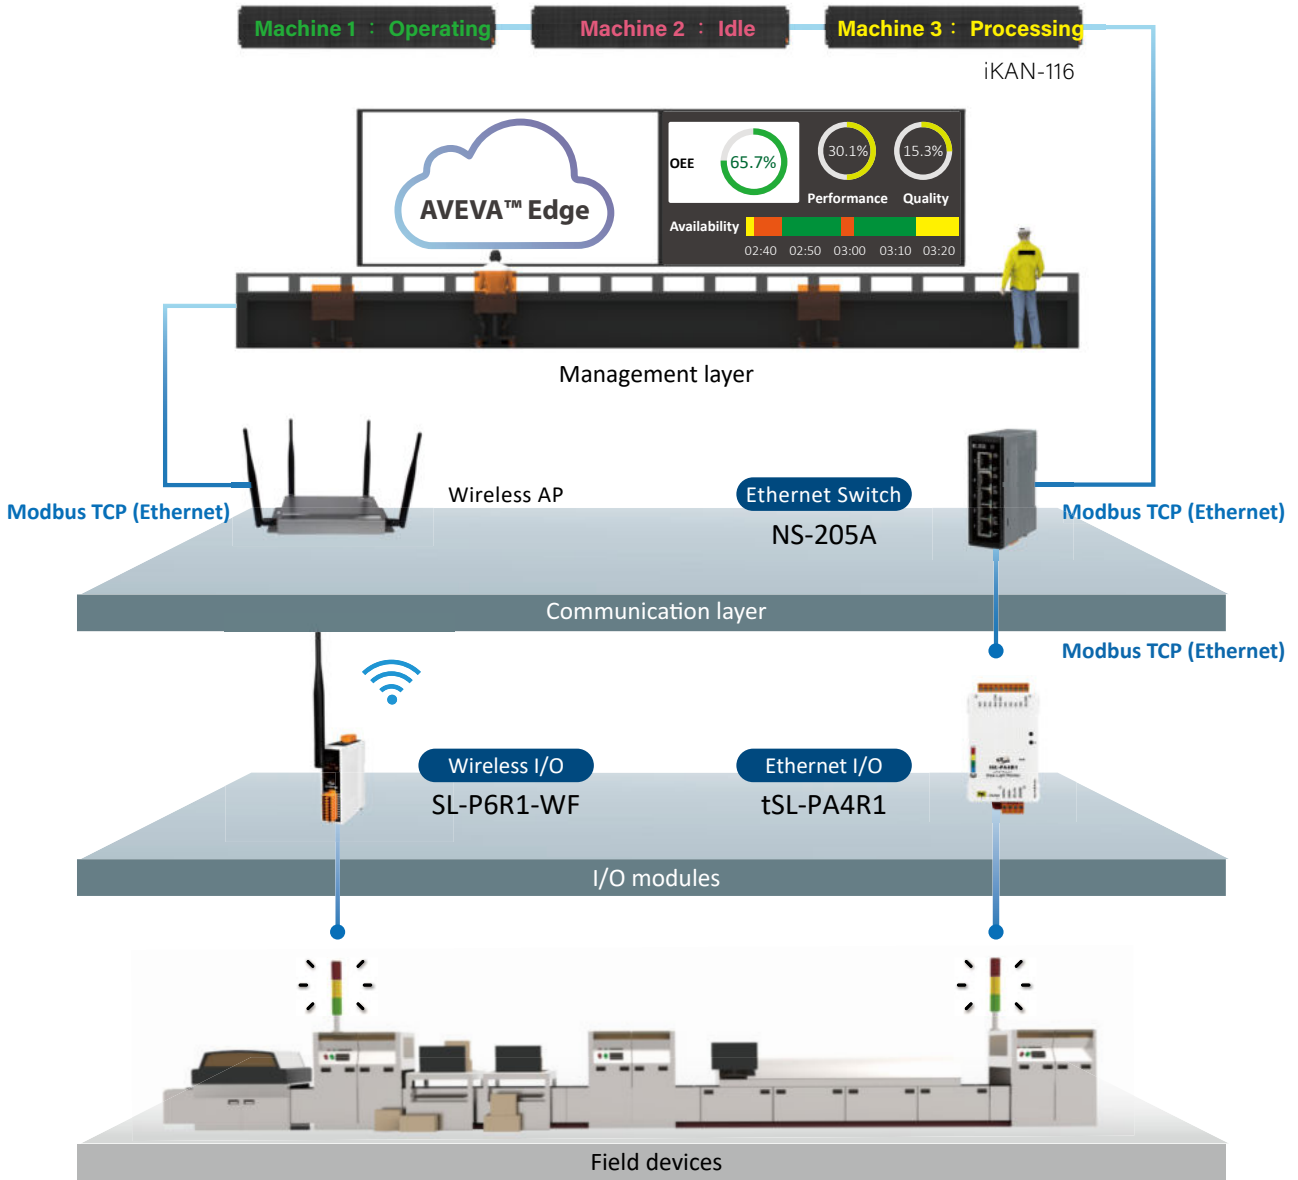 Machine 1 : Operating
Machine 2 : Idle
Machine 3 : Processing
iKAN-116
AVEVA™ Edge
OEE
65.7%
30.1%
15.3%
Performance
Quality
Availability
02:40 02:50 03:00 03:10 03:20
Management layer
Wireless AP
Ethernet Switch
NS-205A
Modbus TCP (Ethernet)
Modbus TCP (Ethernet)
Communication layer
Modbus TCP (Ethernet)
Wireless I/O
SL-P6R1-WF
Ethernet I/O
tSL-PA4R1
I/O modules
Field devices